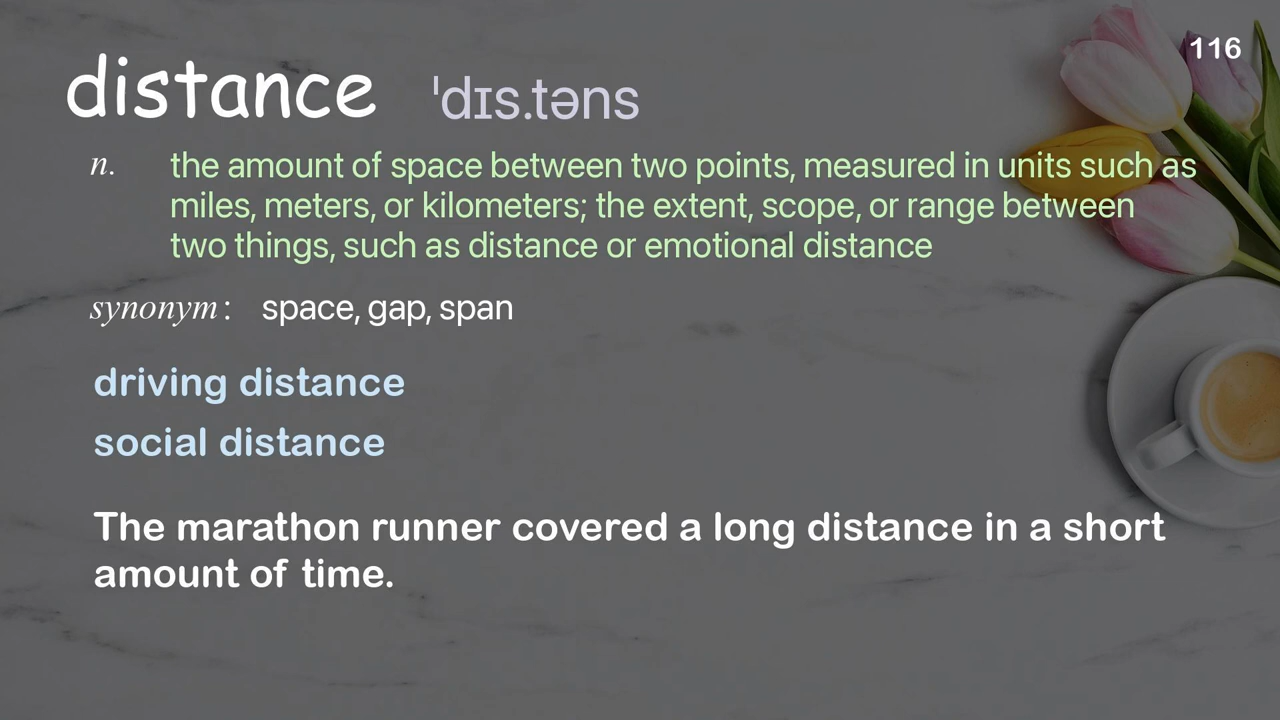 116
distance ˈdɪs.təns
n. the amount of space between two points, measured in units such as
miles, meters, or kilometers; the extent, scope, or range between
two things, such as distance or emotional distance
synonym: space, gap, span
driving distance
social distance
The marathon runner covered a long distance in a short
amount of time.